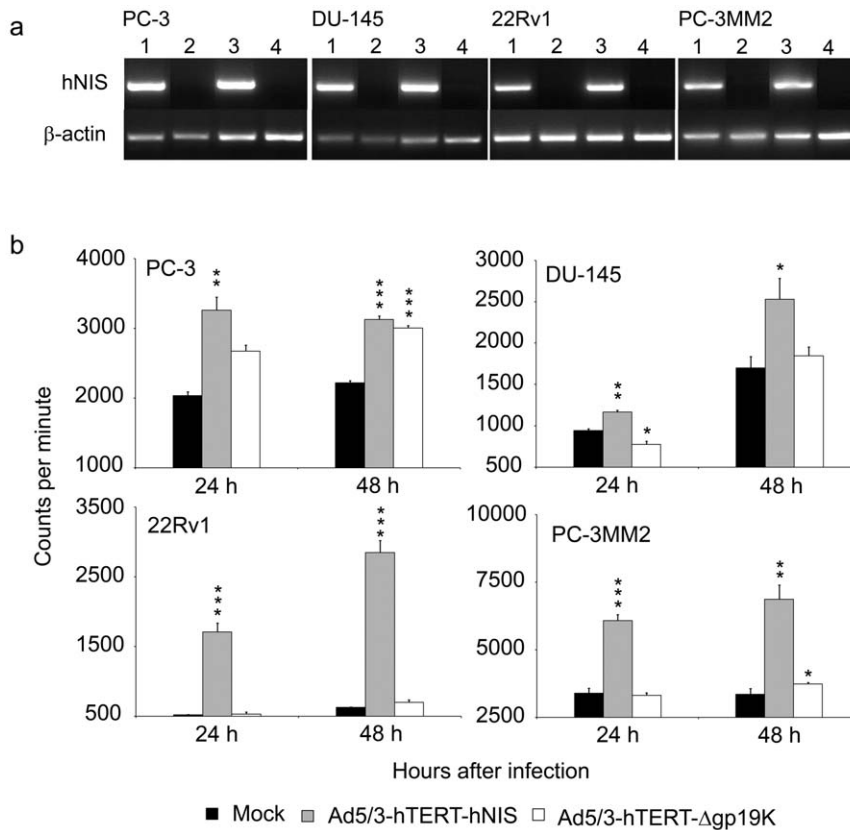 a
PC-3 DU-145 22Rv1 PC-3MM2
1 2 3 4 1 2 3 4 1 2 3 4 1 2 3 4
hNIS
β-actin
b
Counts per minute
PC-3
4000
3000
2000
1000
**
***
***
24 h 48 h
DU-145
3000
2500
2000
1500
1000
500
**
*
*
24 h 48 h
22Rv1
3500
2500
1500
500
***
***
24 h 48 h
PC-3MM2
10000
7500
5000
2500
***
**
*
24 h 48 h
Hours after infection
Mock Ad5/3-hTERT-hNIS Ad5/3-hTERT-Δgp19K